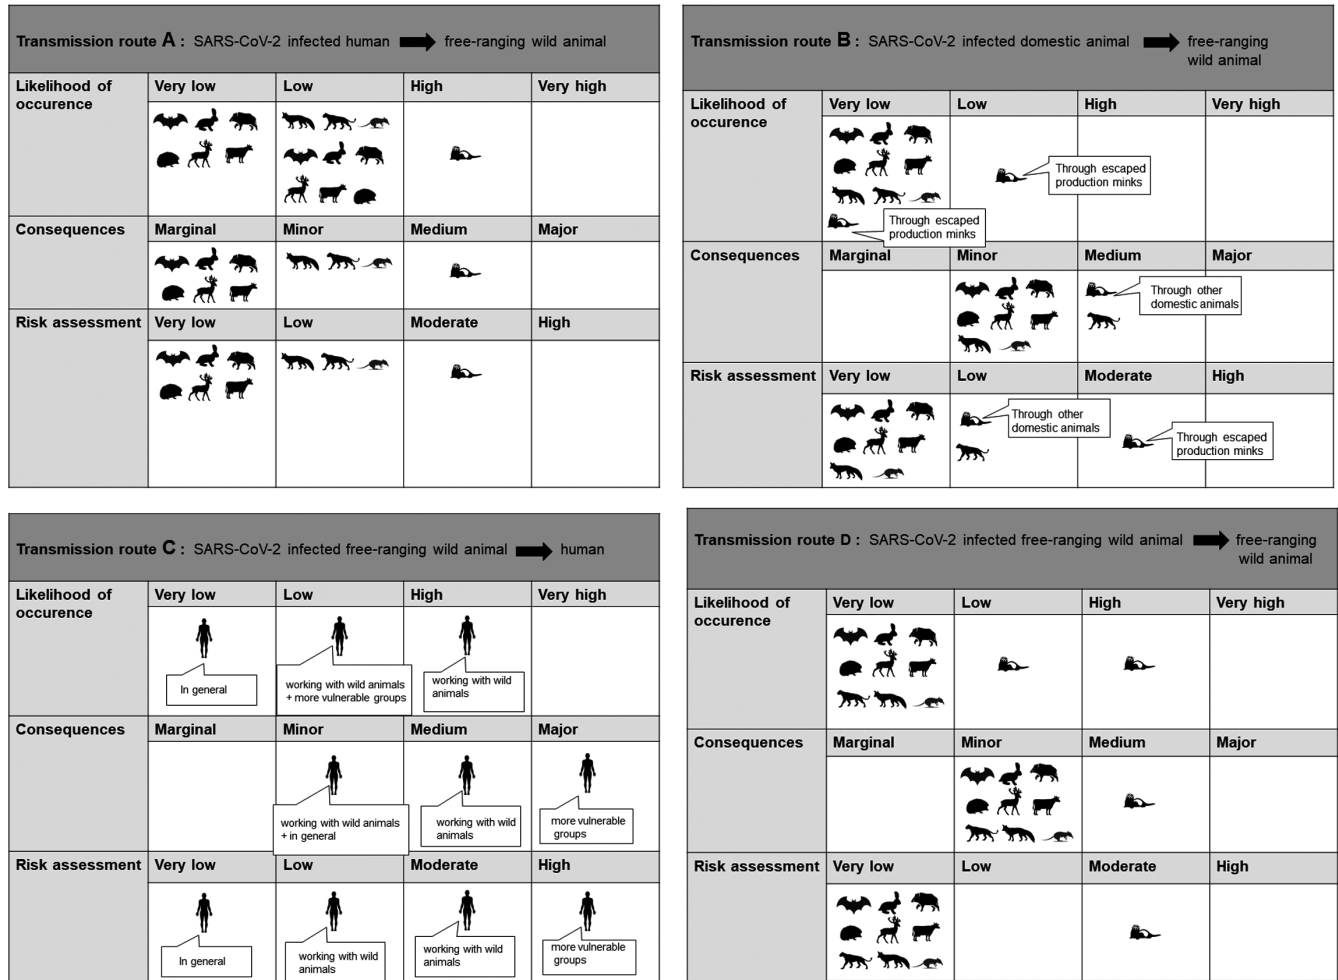 Transmission route A : SARS-CoV-2 infected human free-ranging wild animal
Likelihood of
occurence
Very low
Low
High
Very high
Consequences
Marginal
Minor
Medium
Major
Risk assessment
Very low
Low
Moderate
High
Transmission route B : SARS-CoV-2 infected domestic animal free-ranging
wild animal
Likelihood of
occurence
Very low
Low
High
Very high
Through escaped
production minks
Through escaped
production minks
Consequences
Marginal
Minor
Medium
Major
Through other
domestic animals
Risk assessment
Very low
Low
Moderate
High
Through other
domestic animals
Through escaped
production minks
Transmission route C : SARS-CoV-2 infected free-ranging wild animal human
Likelihood of
occurence
Very low
Low
High
Very high
In general
working with wild animals
+ more vulnerable groups
working with wild
animals
Consequences
Marginal
Minor
Medium
Major
working with wild animals
+ in general
working with wild
animals
more vulnerable
groups
Risk assessment
Very low
Low
Moderate
High
In general
working with wild
animals
working with wild
animals
more vulnerable
groups
Transmission route D : SARS-CoV-2 infected free-ranging wild animal free-ranging
wild animal
Likelihood of
occurence
Very low
Low
High
Very high
Consequences
Marginal
Minor
Medium
Major
Risk assessment
Very low
Low
Moderate
High